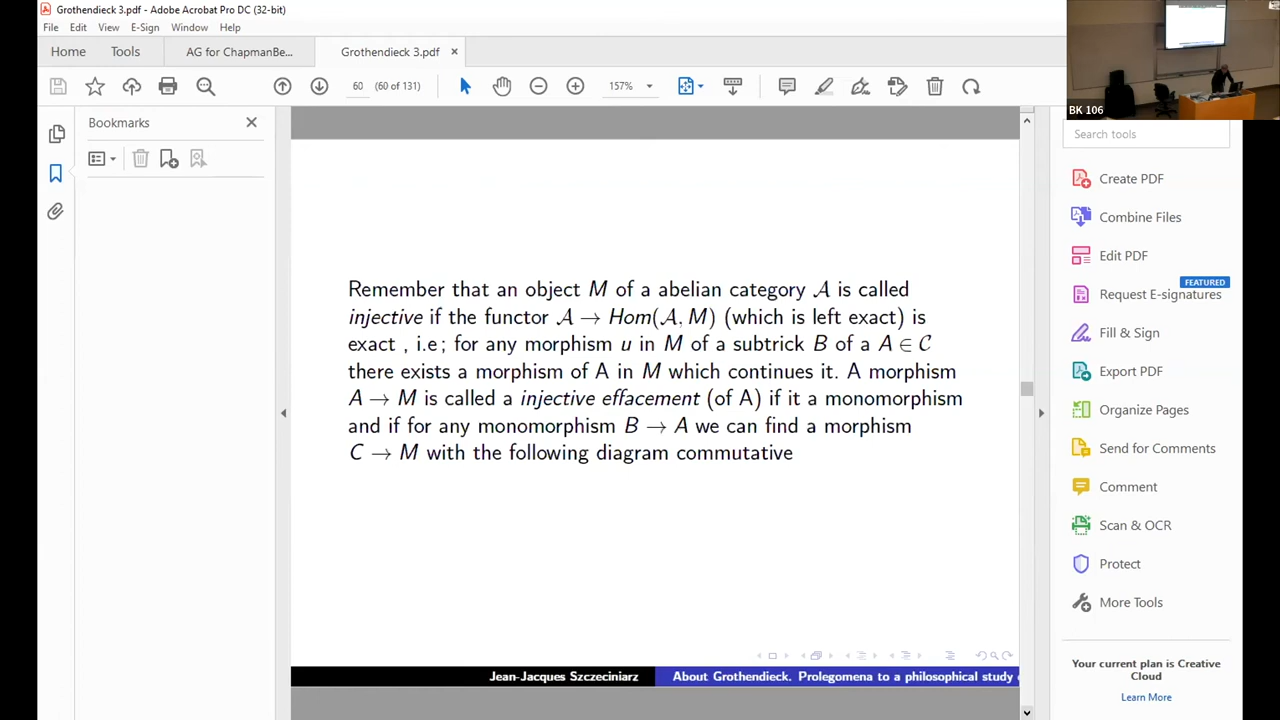 Grothendieck 3.pdf - Adobe Acrobat Pro DC (32-bit)
File Edit View E-Sign Window Help
Home Tools AG for ChapmanBe... Grothendieck 3.pdf ×
60 (60 of 131) 157%
BK 106
Bookmarks
Search tools
Create PDF
Combine Files
Edit PDF
FEATURED
Request E-signatures
Fill & Sign
Export PDF
Organize Pages
Send for Comments
Comment
Scan & OCR
Protect
More Tools
Your current plan is Creative
Cloud
Learn More
Remember that an object M of a abelian category 𝒜 is called
injective if the functor 𝒜 → Hom(𝒜, M) (which is left exact) is
exact , i.e ; for any morphism u in M of a subtrick B of a A ∈ 𝒞
there exists a morphism of A in M which continues it. A morphism
A → M is called a injective effacement (of A) if it a monomorphism
and if for any monomorphism B → A we can find a morphism
C → M with the following diagram commutative
Jean-Jacques Szczeciniarz About Grothendieck. Prolegomena to a philosophical study